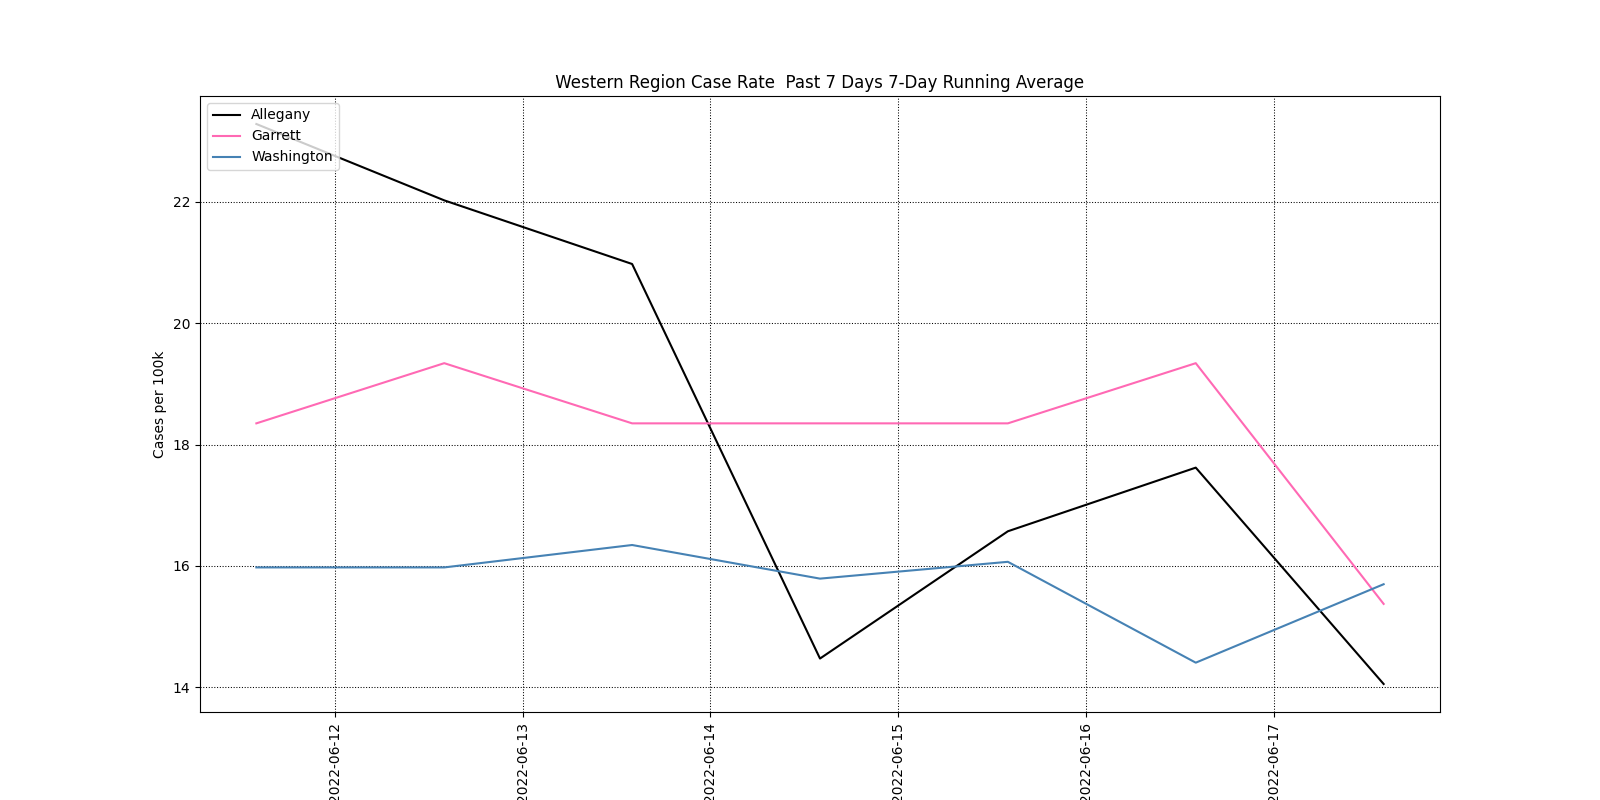 Western Region Case Rate  Past 7 Days 7-Day Running Average
Allegany
Garrett
Washington
Cases per 100k
22
20
18
16
14
2022-06-12
2022-06-13
2022-06-14
2022-06-15
2022-06-16
2022-06-17